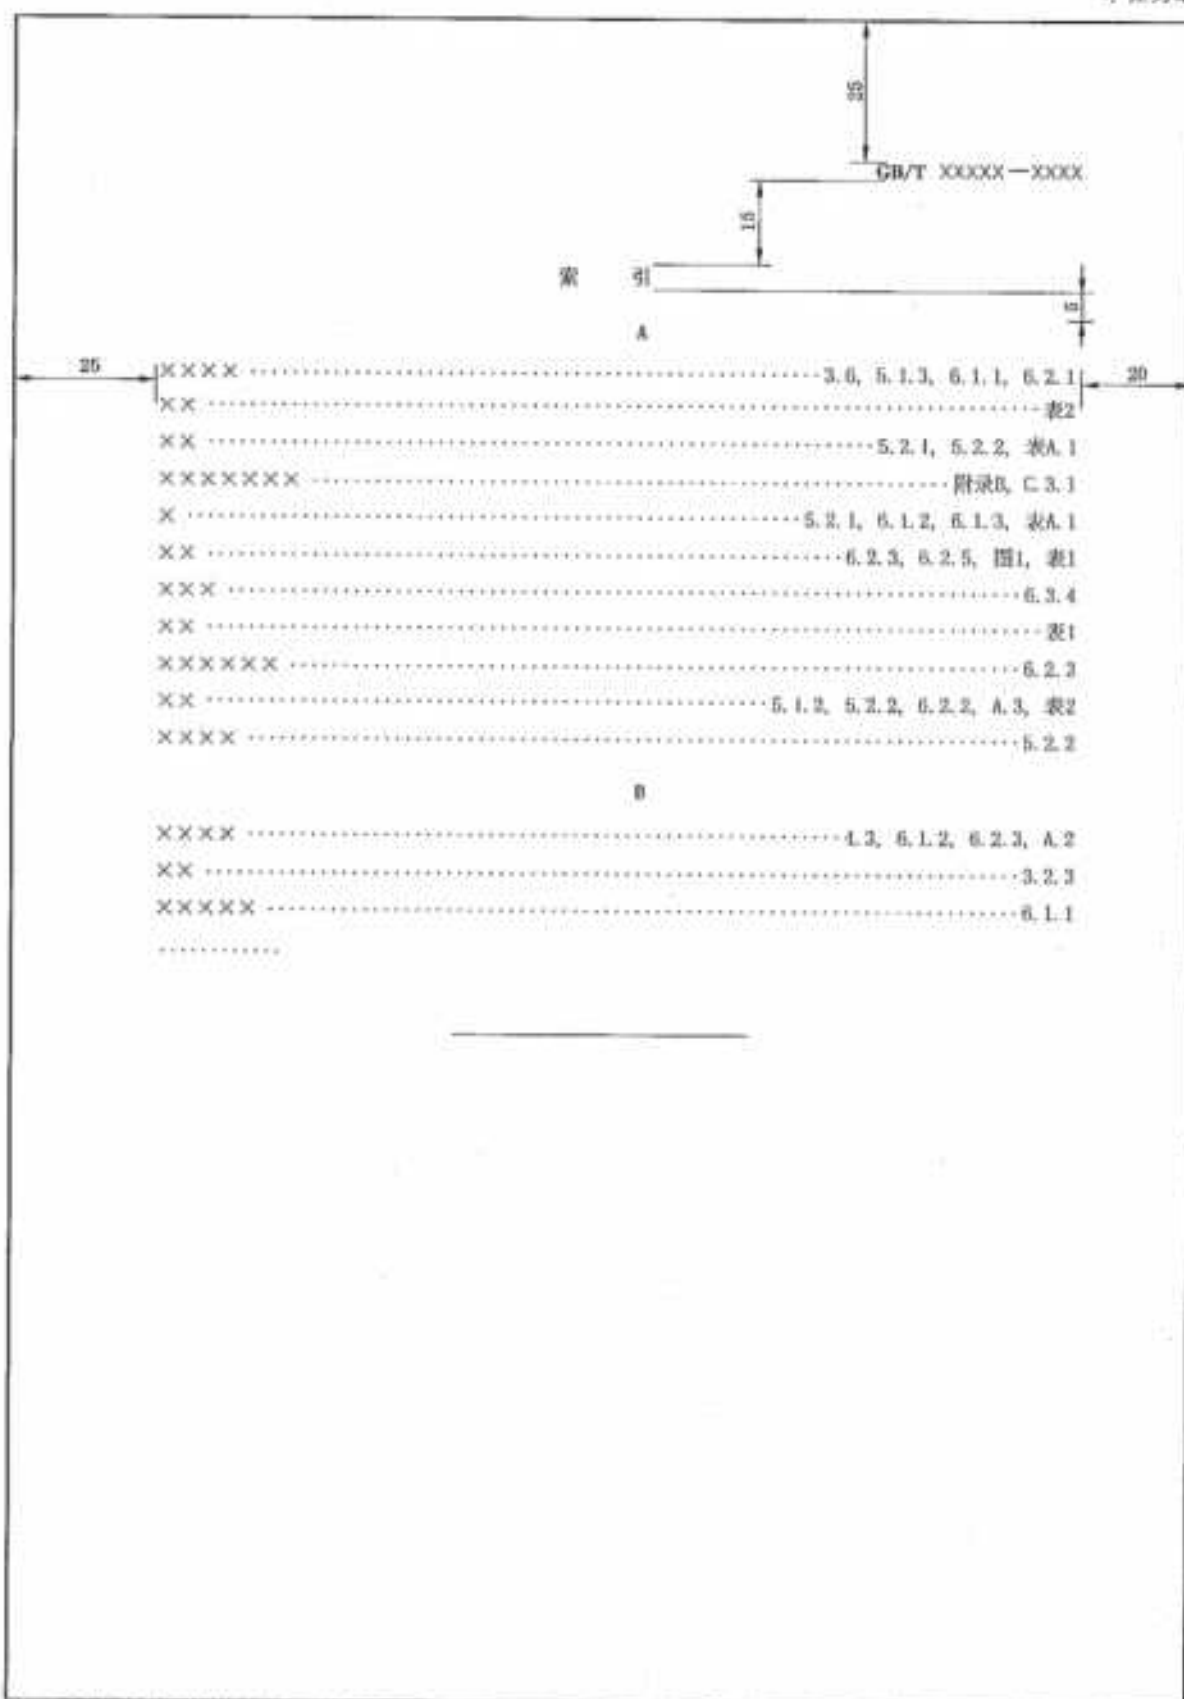 25
GB/T XXXXX—XXXX
15
索 引
5
A
25
20
×××× ………… 3.6, 5.1.3, 6.1.1, 6.2.1
×× ………… 表2
×× ………… 5.2.1, 5.2.2, 表A.1
××××××× ………… 附录B, C.3.1
× ………… 5.2.1, 6.1.2, 6.1.3, 表A.1
×× ………… 6.2.3, 6.2.5, 图1, 表1
××× ………… 6.3.4
×× ………… 表1
×××××× ………… 6.2.3
×× ………… 5.1.2, 5.2.2, 6.2.2, A.3, 表2
×××× ………… 5.2.2
B
×××× ………… 4.3, 6.1.2, 6.2.3, A.2
×× ………… 3.2.3
××××× ………… 6.1.1
…………